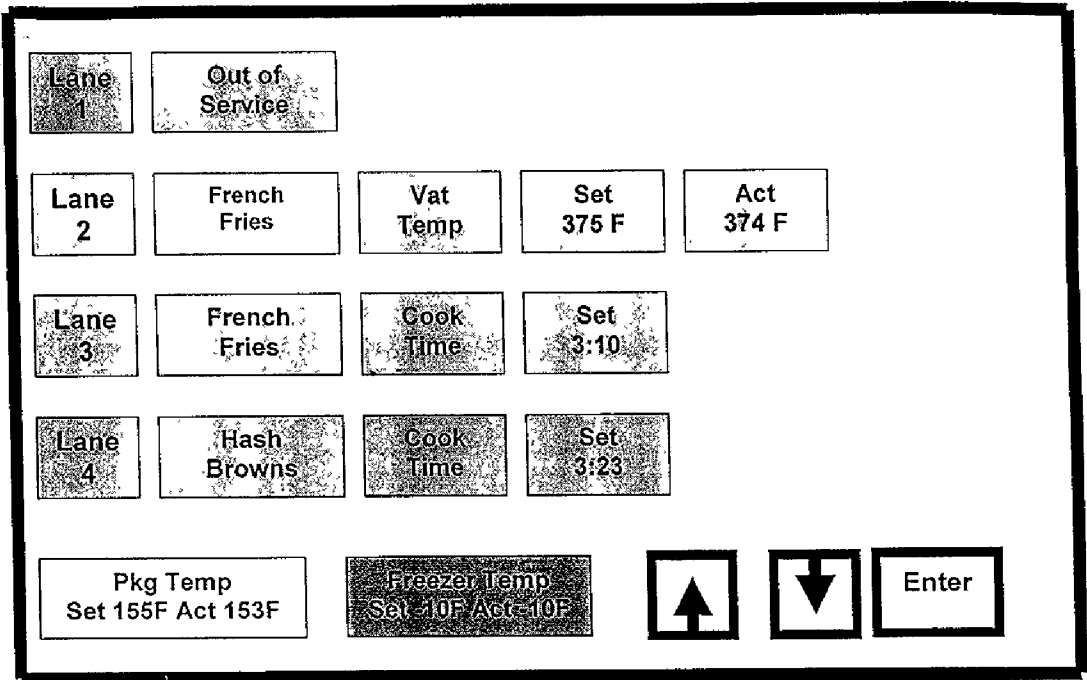 Lane
1
Out of
Service
Lane
2
French
Fries
Vat
Temp
Set
375 F
Act
374 F
Lane
3
French
Fries
Cook
Time
Set
3:10
Lane
4
Hash
Browns
Cook
Time
Set
3:23
Pkg Temp
Set 155F Act 153F
Freezer Temp
Set -10F Act -10F
Enter